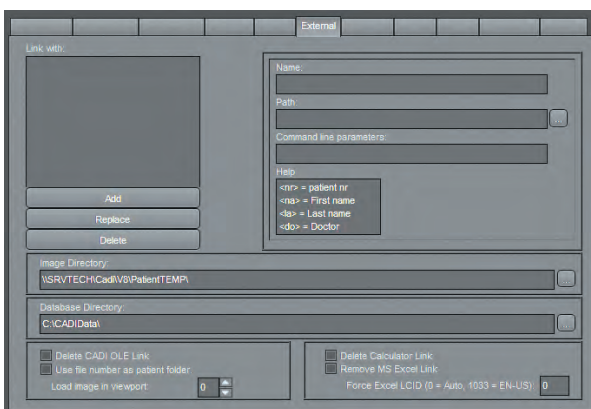 External
Link with:
Add
Replace
Delete
Name:
Path:
Command line parameters:
Help
<nr> = patient nr
<na> = First name
<la> = Last name
<do> = Doctor
Image Directory:
\\SRVTECH\Cadi\V8\PatientTEMP\
...
Database Directory:
C:\CADIData\
...
Delete CADI OLE Link
Use file number as patient folder
Load image in viewport: 0
Delete Calculator Link
Remove MS Excel Link
Force Excel LCID (0 = Auto, 1033 = EN-US) 0